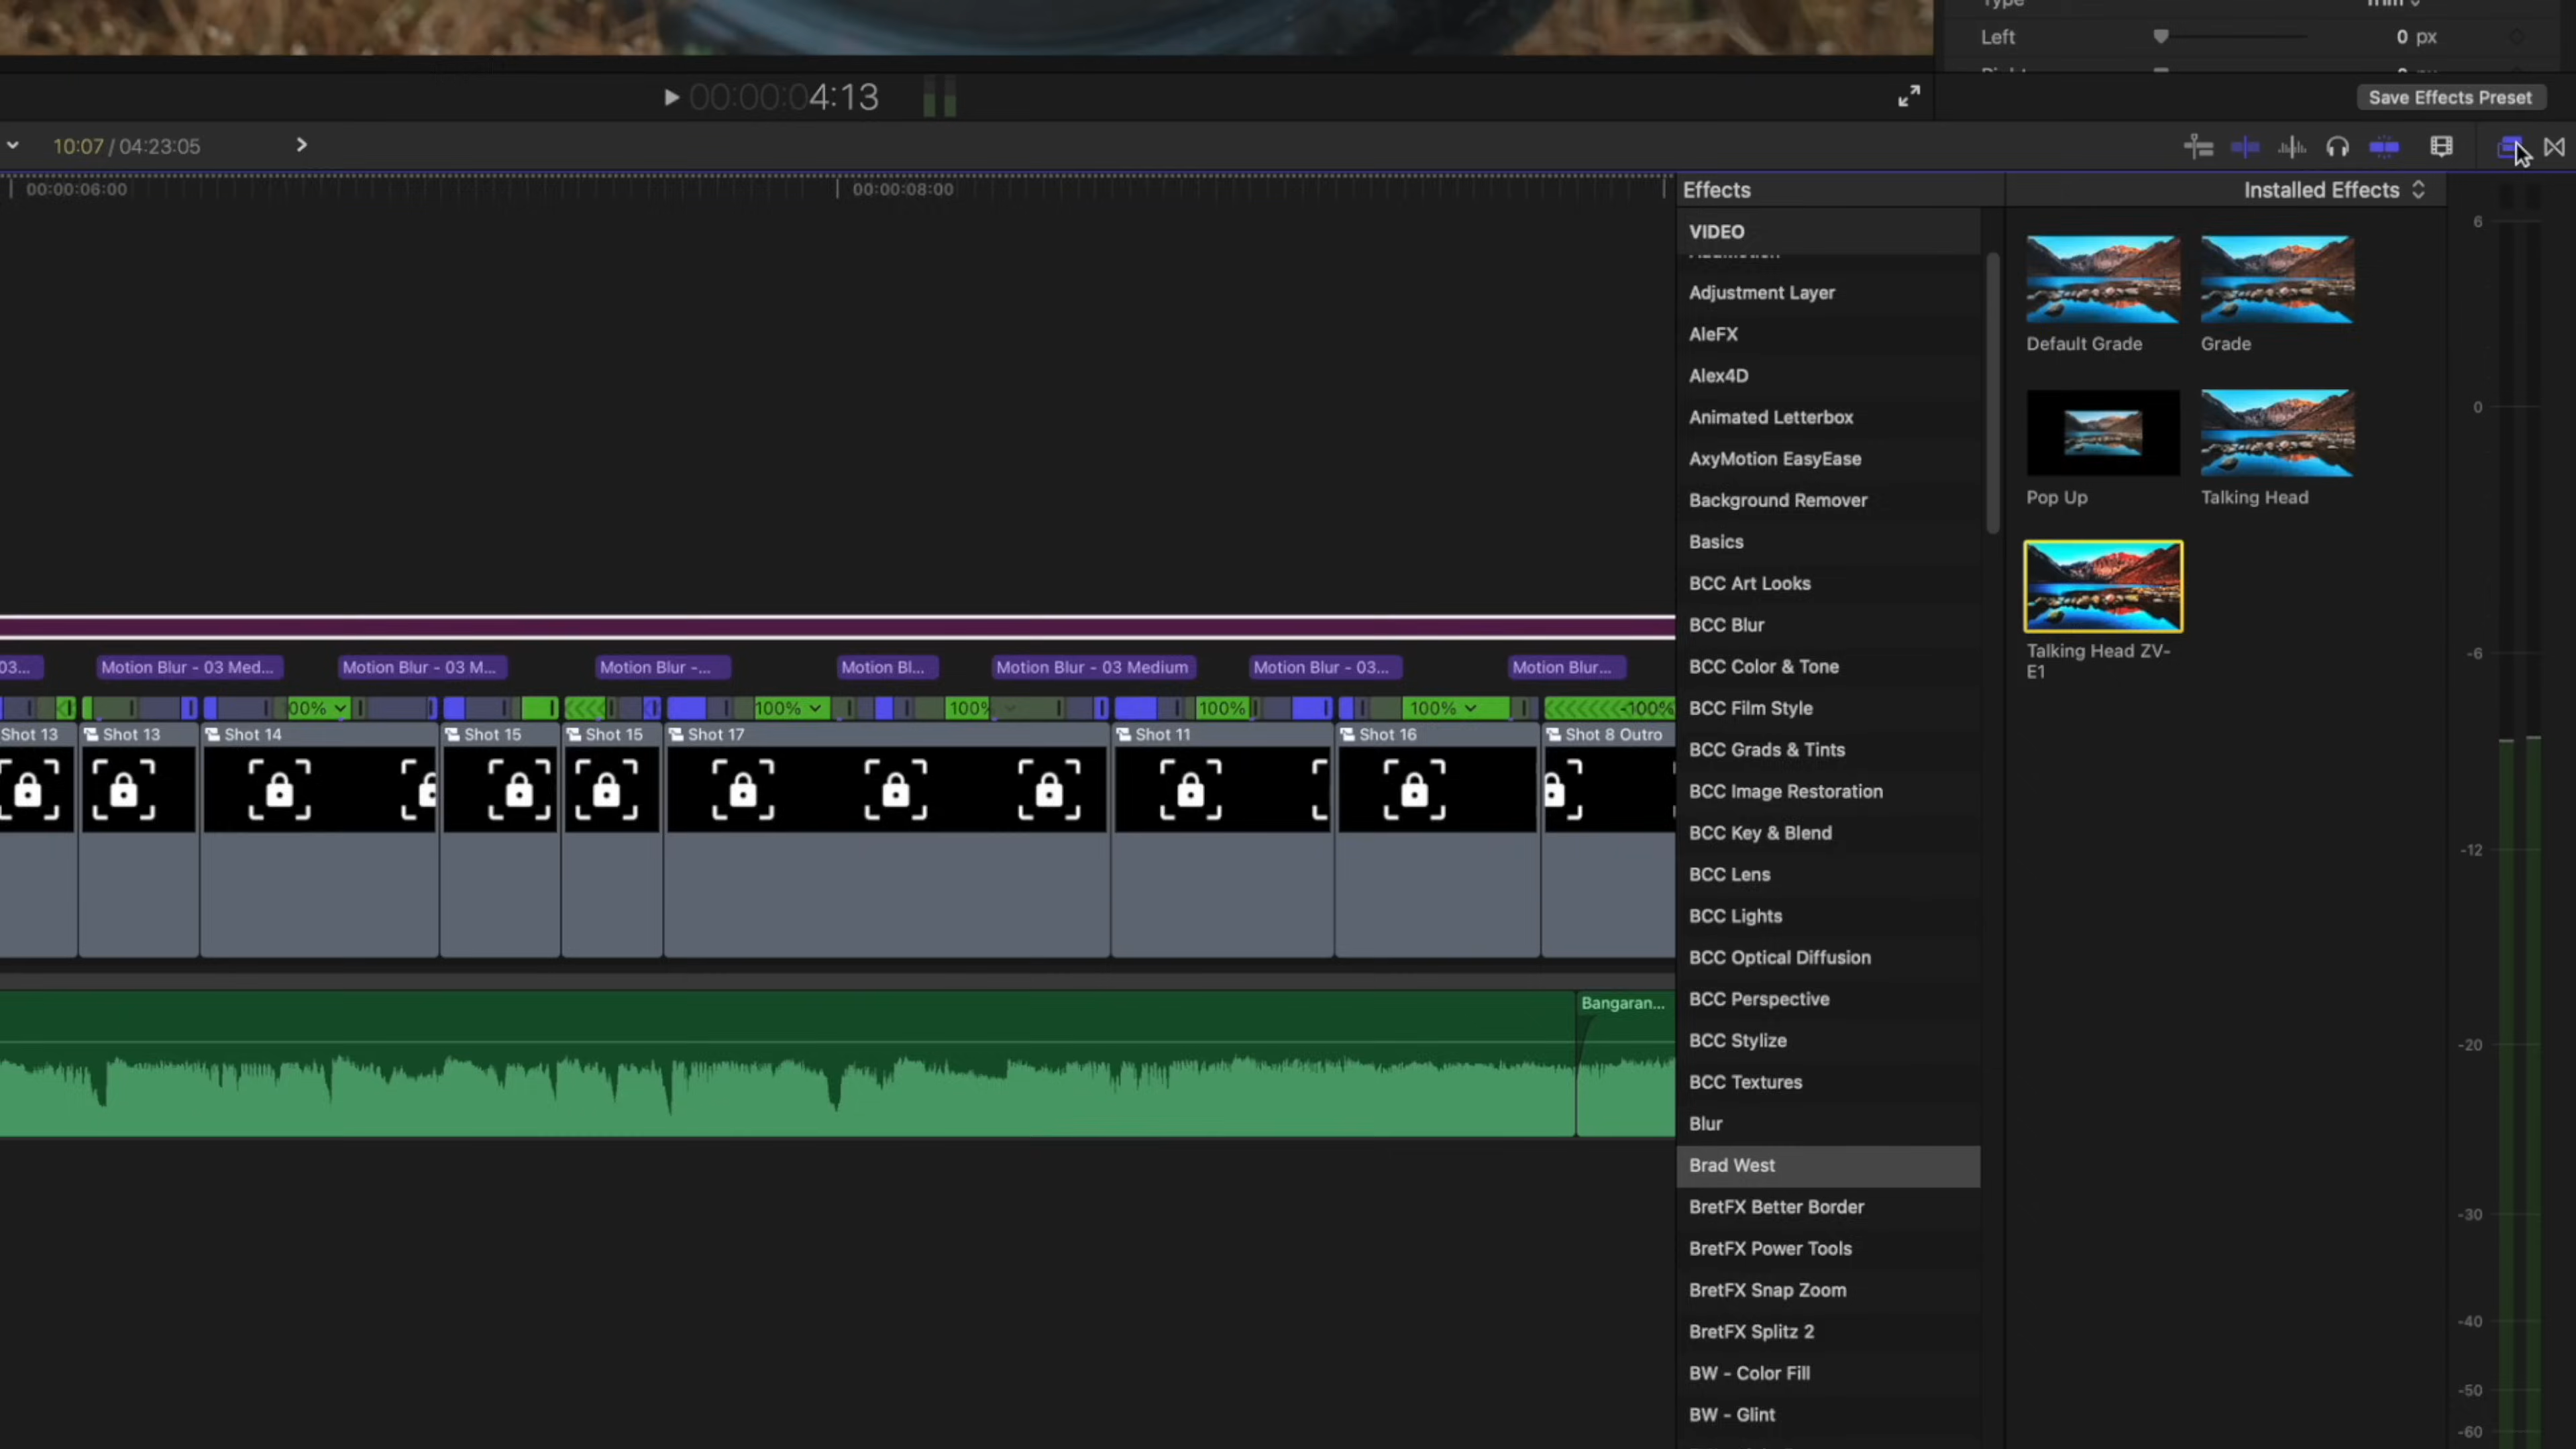 Type
Left
0 px
00:00:04:13
Save Effects Preset
10:07 / 04:23:05
00:00:06:00
00:00:08:00
Effects
Installed Effects
VIDEO
Adjustment Layer
AleFX
Alex4D
Animated Letterbox
AxyMotion EasyEase
Background Remover
Basics
BCC Art Looks
BCC Blur
BCC Color & Tone
BCC Film Style
BCC Grads & Tints
BCC Image Restoration
BCC Key & Blend
BCC Lens
BCC Lights
BCC Optical Diffusion
BCC Perspective
BCC Stylize
BCC Textures
Blur
Brad West
BretFX Better Border
BretFX Power Tools
BretFX Snap Zoom
BretFX Splitz 2
BW - Color Fill
BW - Glint
Default Grade
Grade
Pop Up
Talking Head
Talking Head ZV-
E1
6
0
-6
-12
-20
-30
-40
-50
-60
03...
Motion Blur - 03 Med...
Motion Blur - 03 M...
Motion Blur -...
Motion Bl...
Motion Blur - 03 Medium
Motion Blur - 03...
Motion Blur...
00%
100%
100%
100%
100%
-100%
Shot 13
Shot 13
Shot 14
Shot 15
Shot 15
Shot 17
Shot 11
Shot 16
Shot 8 Outro
Bangaran...